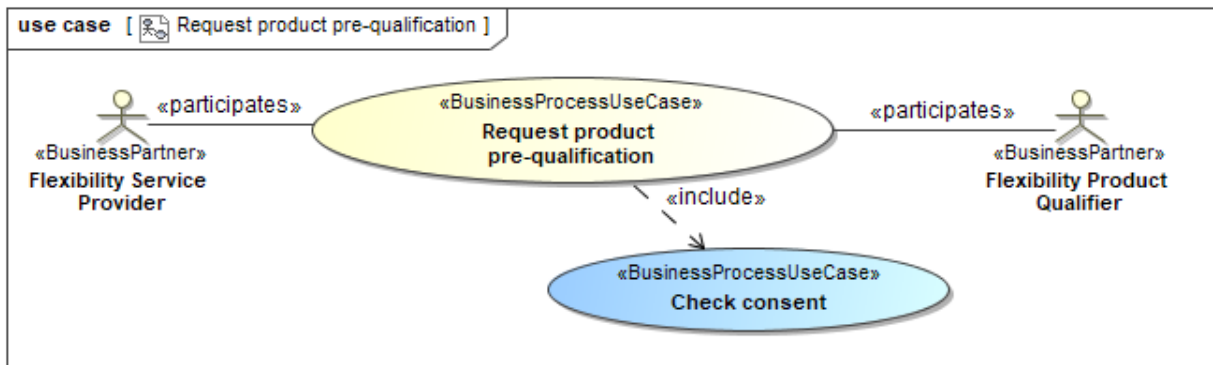 use case [ Request product pre-qualification ]
«participates»
«BusinessProcessUseCase»
Request product
pre-qualification
«participates»
«BusinessPartner»
Flexibility Service
Provider
«BusinessPartner»
Flexibility Product
Qualifier
«include»
«BusinessProcessUseCase»
Check consent